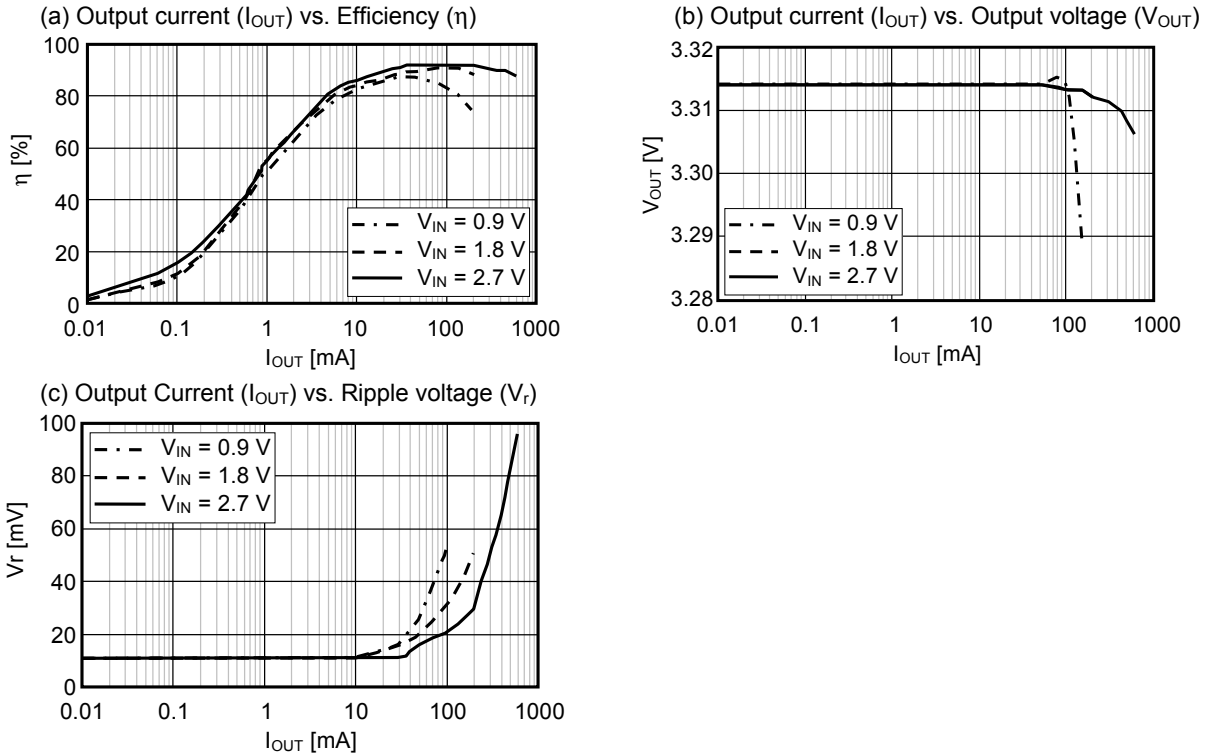 (a) Output current (IOUT) vs. Efficiency (η)
100
80
60
40
20
0
η [%]
VIN = 0.9 V
VIN = 1.8 V
VIN = 2.7 V
0.01 0.1 1 10 100 1000
IOUT [mA]
(b) Output current (IOUT) vs. Output voltage (VOUT)
3.32
3.31
3.30
3.29
3.28
VOUT [V]
VIN = 0.9 V
VIN = 1.8 V
VIN = 2.7 V
0.01 0.1 1 10 100 1000
IOUT [mA]
(c) Output Current (IOUT) vs. Ripple voltage (Vr)
100
80
60
40
20
0
Vr [mV]
VIN = 0.9 V
VIN = 1.8 V
VIN = 2.7 V
0.01 0.1 1 10 100 1000
IOUT [mA]